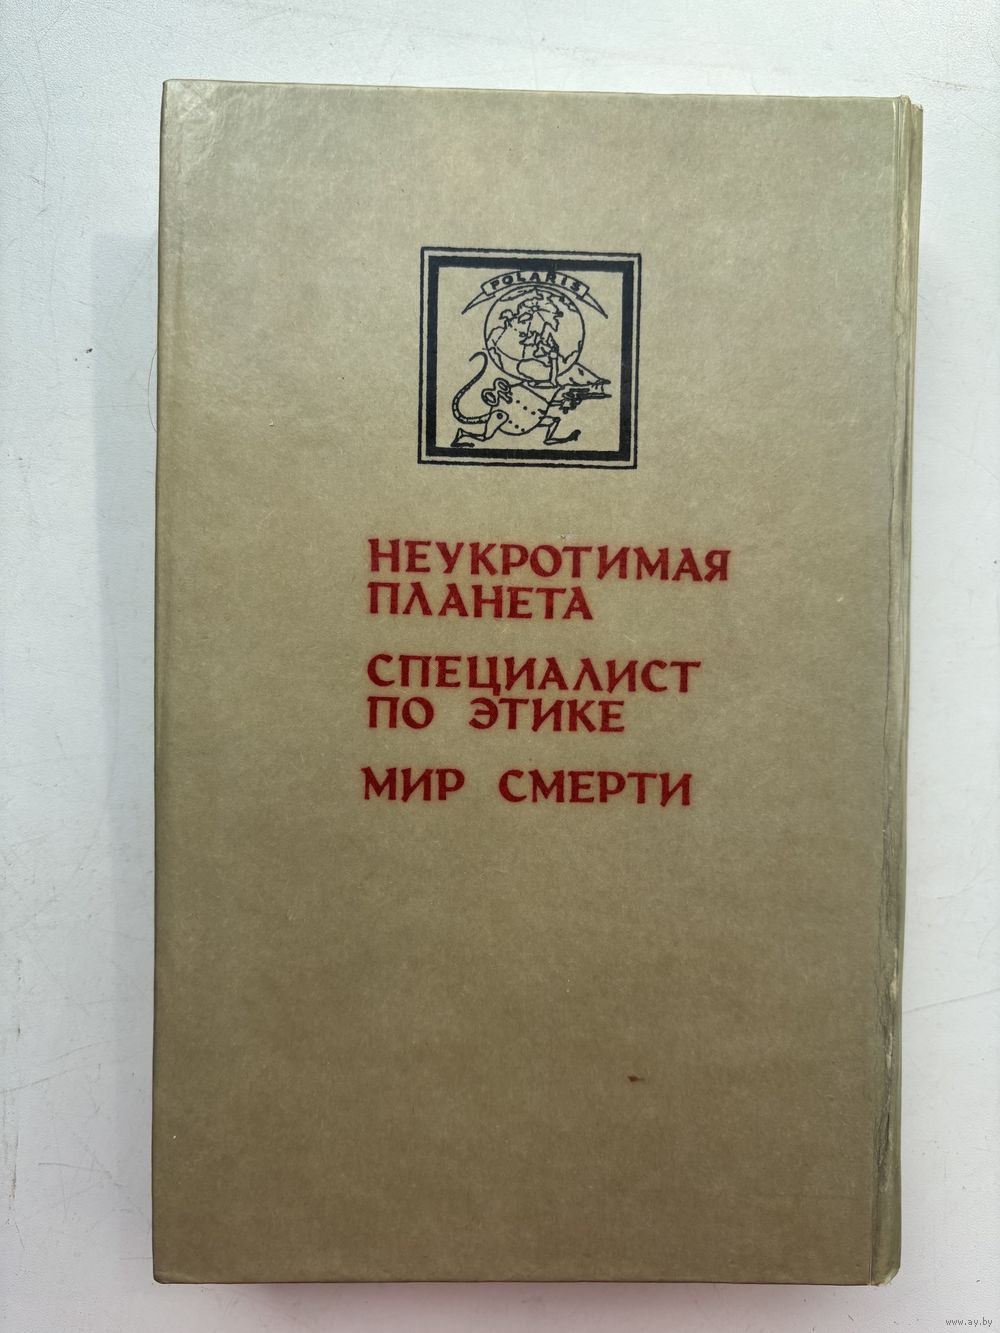 POLARIS
НЕУКРОТИМАЯ
ПЛАНЕТА
СПЕЦИАЛИСТ
ПО ЭТИКЕ
МИР СМЕРТИ
www.ay.by